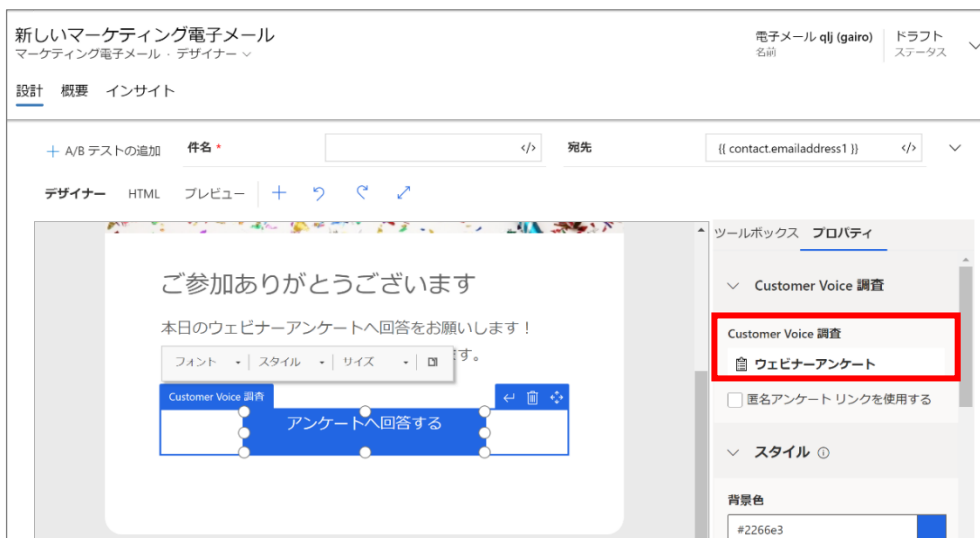 新しいマーケティング電子メール
マーケティング電子メール · デザイナー
電子メール qlj (gairo)
名前
ドラフト
ステータス
設計 概要 インサイト
+ A/B テストの追加
件名 *
</>
宛先
{{ contact.emailaddress1 }}
</>
デザイナー HTML プレビュー
ツールボックス プロパティ
ご参加ありがとうございます
本日のウェビナーアンケートへ回答をお願いします!
す。
フォント スタイル サイズ
Customer Voice 調査
アンケートへ回答する
Customer Voice 調査
Customer Voice 調査
ウェビナーアンケート
匿名アンケート リンクを使用する
スタイル
背景色
#2266e3